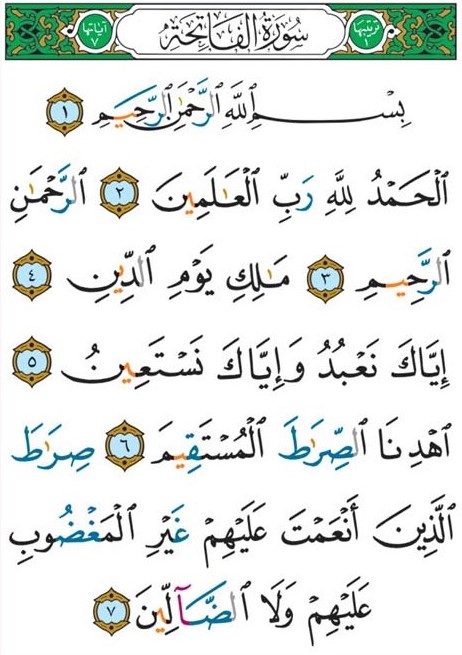 ترتيبها ١ سُورَةُ الفَاتِحَةِ آياتها ٧
بِسْمِ ٱللَّهِ ٱلرَّحْمَٰنِ ٱلرَّحِيمِ ١
ٱلْحَمْدُ لِلَّهِ رَبِّ ٱلْعَٰلَمِينَ ٢ ٱلرَّحْمَٰنِ
ٱلرَّحِيمِ ٣ مَٰلِكِ يَوْمِ ٱلدِّينِ ٤
إِيَّاكَ نَعْبُدُ وَإِيَّاكَ نَسْتَعِينُ ٥
ٱهْدِنَا ٱلصِّرَٰطَ ٱلْمُسْتَقِيمَ ٦ صِرَٰطَ
ٱلَّذِينَ أَنْعَمْتَ عَلَيْهِمْ غَيْرِ ٱلْمَغْضُوبِ
عَلَيْهِمْ وَلَا ٱلضَّآلِّينَ ٧